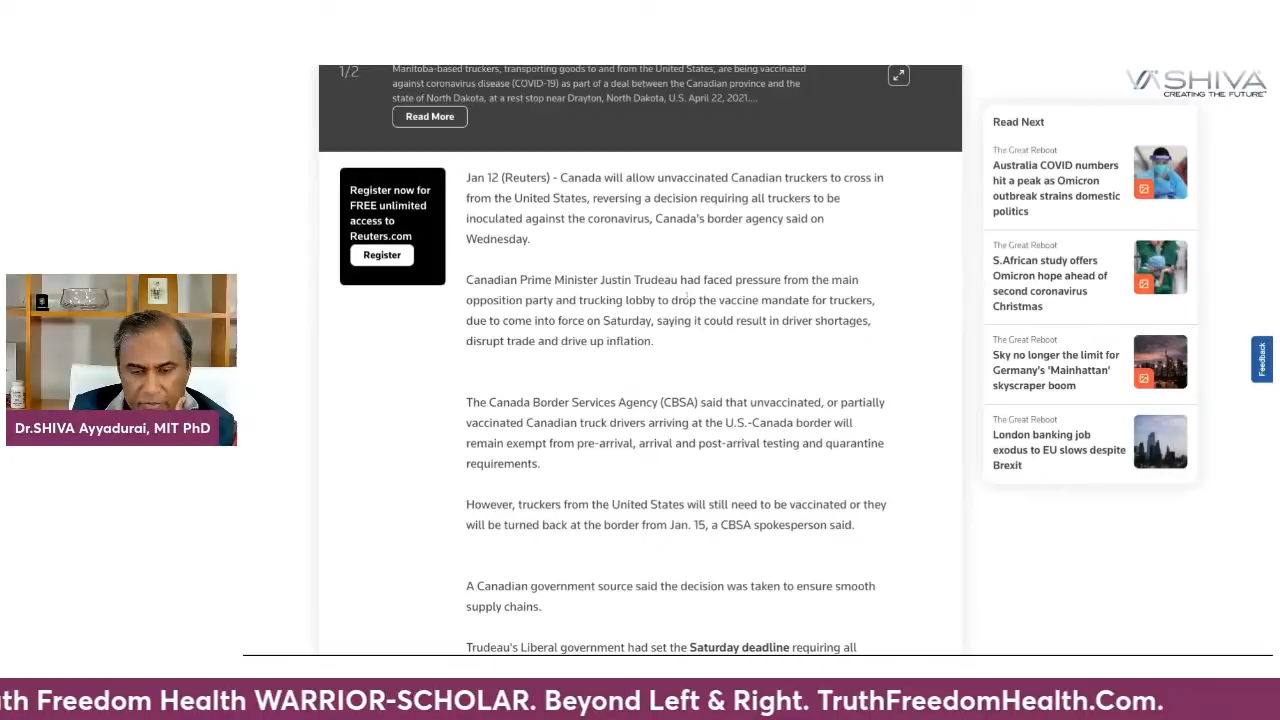 1/2
Manitoba-based truckers, transporting goods to and from the United States, are being vaccinated
against coronavirus disease (COVID-19) as part of a deal between the Canadian province and the
state of North Dakota, at a rest stop near Drayton, North Dakota, U.S. April 22, 2021....
Read More
VA SHIVA
CREATING THE FUTURE™
Register now for
FREE unlimited
access to
Reuters.com
Register
Jan 12 (Reuters) - Canada will allow unvaccinated Canadian truckers to cross in
from the United States, reversing a decision requiring all truckers to be
inoculated against the coronavirus, Canada's border agency said on
Wednesday.
Canadian Prime Minister Justin Trudeau had faced pressure from the main
opposition party and trucking lobby to drop the vaccine mandate for truckers,
due to come into force on Saturday, saying it could result in driver shortages,
disrupt trade and drive up inflation.
The Canada Border Services Agency (CBSA) said that unvaccinated, or partially
vaccinated Canadian truck drivers arriving at the U.S.-Canada border will
remain exempt from pre-arrival, arrival and post-arrival testing and quarantine
requirements.
However, truckers from the United States will still need to be vaccinated or they
will be turned back at the border from Jan. 15, a CBSA spokesperson said.
A Canadian government source said the decision was taken to ensure smooth
supply chains.
Trudeau's Liberal government had set the Saturday deadline requiring all
Read Next
The Great Reboot
Australia COVID numbers
hit a peak as Omicron
outbreak strains domestic
politics
The Great Reboot
S.African study offers
Omicron hope ahead of
second coronavirus
Christmas
The Great Reboot
Sky no longer the limit for
Germany's 'Mainhattan'
skyscraper boom
The Great Reboot
London banking job
exodus to EU slows despite
Brexit
Feedback
Dr.SHIVA Ayyadurai, MIT PhD
th Freedom Health WARRIOR-SCHOLAR. Beyond Left & Right. TruthFreedomHealth.Com.